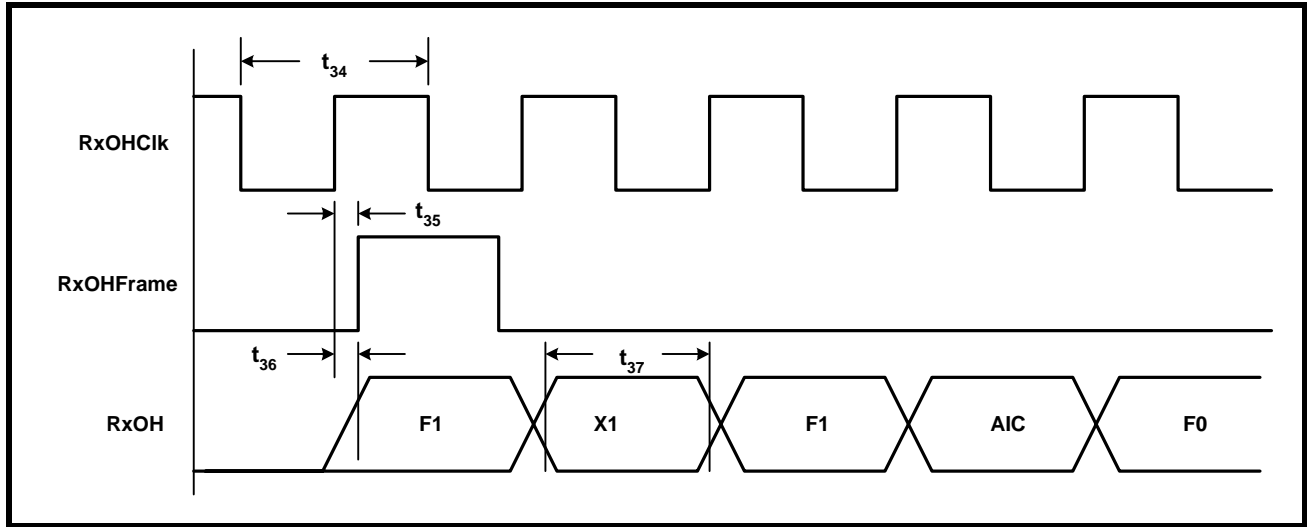 t34
RxOHClk
t35
RxOHFrame
t36
t37
RxOH
F1
X1
F1
AIC
F0